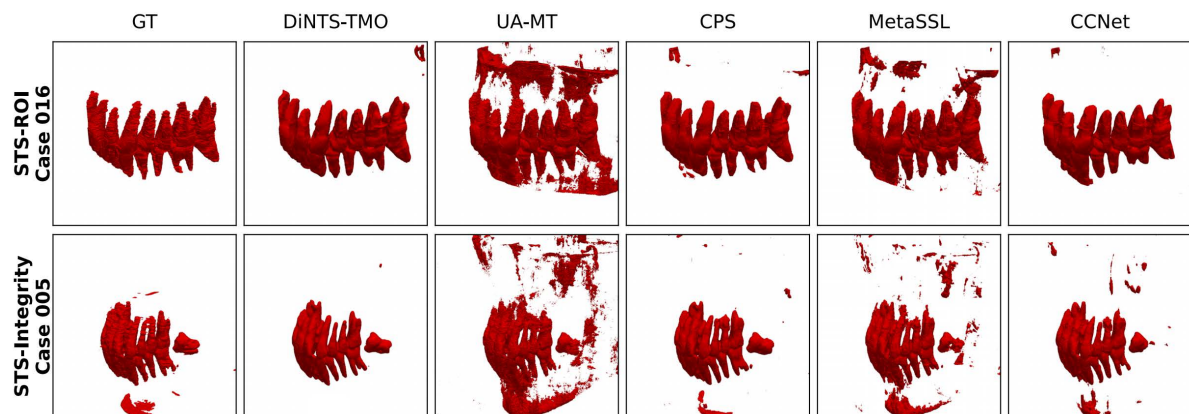 GT DiNTS-TMO UA-MT CPS MetaSSL CCNet
STS-ROI
Case 016
STS-Integrity
Case 005